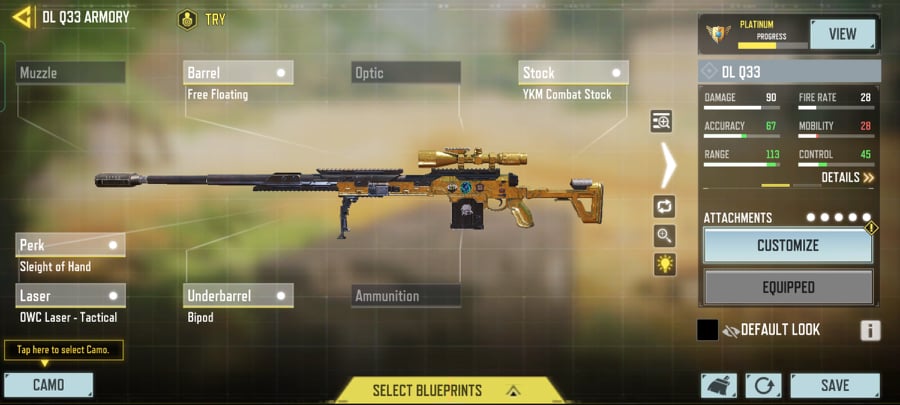 DL Q33 ARMORY
TRY
PLATINUM
PROGRESS
VIEW
Muzzle
Barrel
Free Floating
Optic
Stock
YKM Combat Stock
DL Q33
DAMAGE 90
FIRE RATE 28
ACCURACY 67
MOBILITY 28
RANGE 113
CONTROL 45
DETAILS
ATTACHMENTS
CUSTOMIZE
EQUIPPED
Perk
Sleight of Hand
Laser
OWC Laser - Tactical
Underbarrel
Bipod
Ammunition
DEFAULT LOOK
Tap here to select Camo.
CAMO
SELECT BLUEPRINTS
SAVE